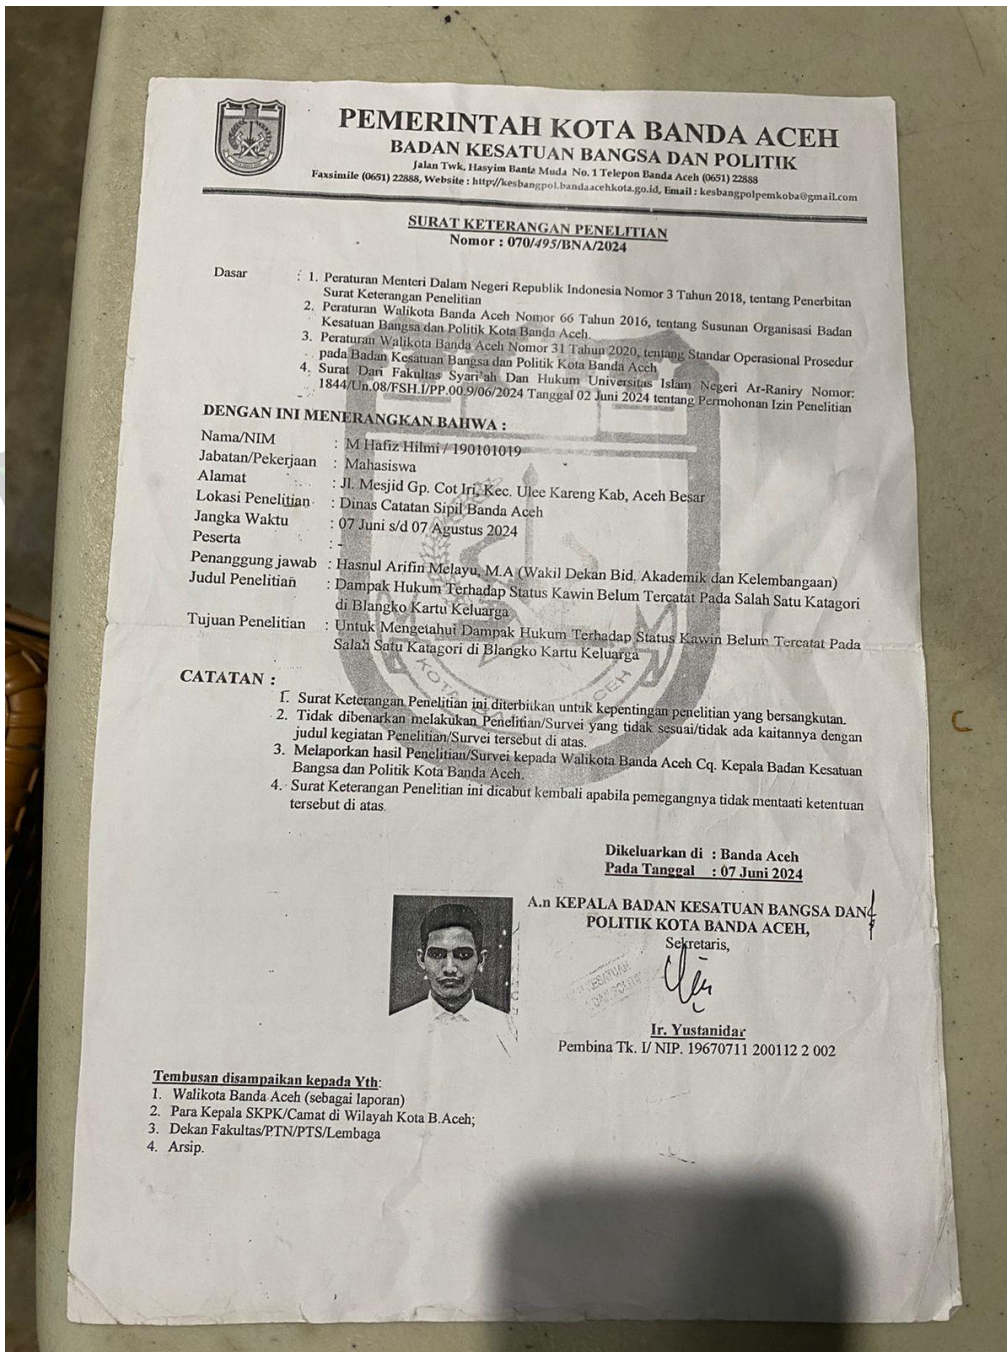 PEMERINTAH KOTA BANDA ACEH
BADAN KESATUAN BANGSA DAN POLITIK
Jalan Twk. Hasyim Banta Muda No. 1 Telepon Banda Aceh (0651) 22888
Faxsimile (0651) 22888, Website : http://kesbangpol.bandaacehkota.go.id, Email : kesbangpolpemkoba@gmail.com
SURAT KETERANGAN PENELITIAN
Nomor : 070/495/BNA/2024
Dasar : 1. Peraturan Menteri Dalam Negeri Republik Indonesia Nomor 3 Tahun 2018, tentang Penerbitan
Surat Keterangan Penelitian
2. Peraturan Walikota Banda Aceh Nomor 66 Tahun 2016, tentang Susunan Organisasi Badan
Kesatuan Bangsa dan Politik Kota Banda Aceh.
3. Peraturan Walikota Banda Aceh Nomor 31 Tahun 2020, tentang Standar Operasional Prosedur
pada Badan Kesatuan Bangsa dan Politik Kota Banda Aceh
4. Surat Dari Fakultas Syari'ah Dan Hukum Universitas Islam Negeri Ar-Raniry Nomor:
1844/Un.08/FSH.I/PP.00.9/06/2024 Tanggal 02 Juni 2024 tentang Permohonan Izin Penelitian
DENGAN INI MENERANGKAN BAHWA :
Nama/NIM : M Hafiz Hilmi / 190101019
Jabatan/Pekerjaan : Mahasiswa
Alamat : Jl. Mesjid Gp. Cot Iri, Kec. Ulee Kareng Kab, Aceh Besar
Lokasi Penelitian : Dinas Catatan Sipil Banda Aceh
Jangka Waktu : 07 Juni s/d 07 Agustus 2024
Peserta : -
Penanggung jawab : Hasnul Arifin Melayu, M.A (Wakil Dekan Bid. Akademik dan Kelembangaan)
Judul Penelitian : Dampak Hukum Terhadap Status Kawin Belum Tercatat Pada Salah Satu Katagori
di Blangko Kartu Keluarga
Tujuan Penelitian : Untuk Mengetahui Dampak Hukum Terhadap Status Kawin Belum Tercatat Pada
Salah Satu Katagori di Blangko Kartu Keluarga
KOTA BANDA ACEH
CATATAN :
1. Surat Keterangan Penelitian ini diterbitkan untuk kepentingan penelitian yang bersangkutan.
2. Tidak dibenarkan melakukan Penelitian/Survei yang tidak sesuai/tidak ada kaitannya dengan
judul kegiatan Penelitian/Survei tersebut di atas.
3. Melaporkan hasil Penelitian/Survei kepada Walikota Banda Aceh Cq. Kepala Badan Kesatuan
Bangsa dan Politik Kota Banda Aceh.
4. Surat Keterangan Penelitian ini dicabut kembali apabila pemegangnya tidak mentaati ketentuan
tersebut di atas.
Dikeluarkan di : Banda Aceh
Pada Tanggal : 07 Juni 2024
A.n KEPALA BADAN KESATUAN BANGSA DAN
POLITIK KOTA BANDA ACEH,
Sekretaris,
KESATUAN
DAN POLITIK
Ir. Yustanidar
Pembina Tk. I/ NIP. 19670711 200112 2 002
Tembusan disampaikan kepada Yth:
1. Walikota Banda Aceh (sebagai laporan)
2. Para Kepala SKPK/Camat di Wilayah Kota B.Aceh;
3. Dekan Fakultas/PTN/PTS/Lembaga
4. Arsip.